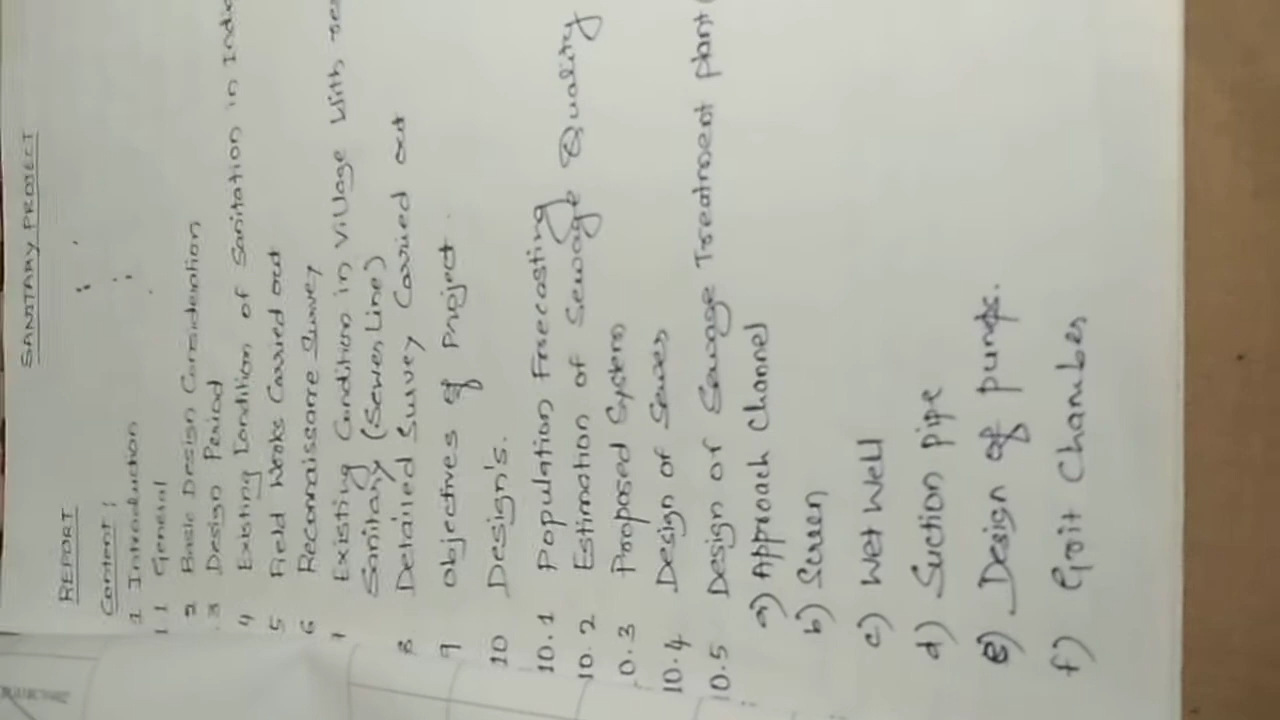 SANITARY PROJECT
REPORT
Content;
1 Introduction
1.1 General
2 Basic Design Consideration
.3 Design Period
4 Existing Condition of Sanitation in Indi
5 Field Works Carried out
6 Reconnaissare Survey
7 Existing Condition in Village With
Sanitary (Sewer Line)
8 Detailed Survey Carried out
9 objectives of Project.
10 Design's.
10.1 Population Forecasting
10.2 Estimation of Sewage Quality
10.3 Proposed System
10.4 Design of Sewer
10.5 Design of Sewage Treatment plant (
a) Approach Channel
b) Screen
c) Wet Well
d) Suction Pipe
e) Design of pumps.
f) Grit Chamber